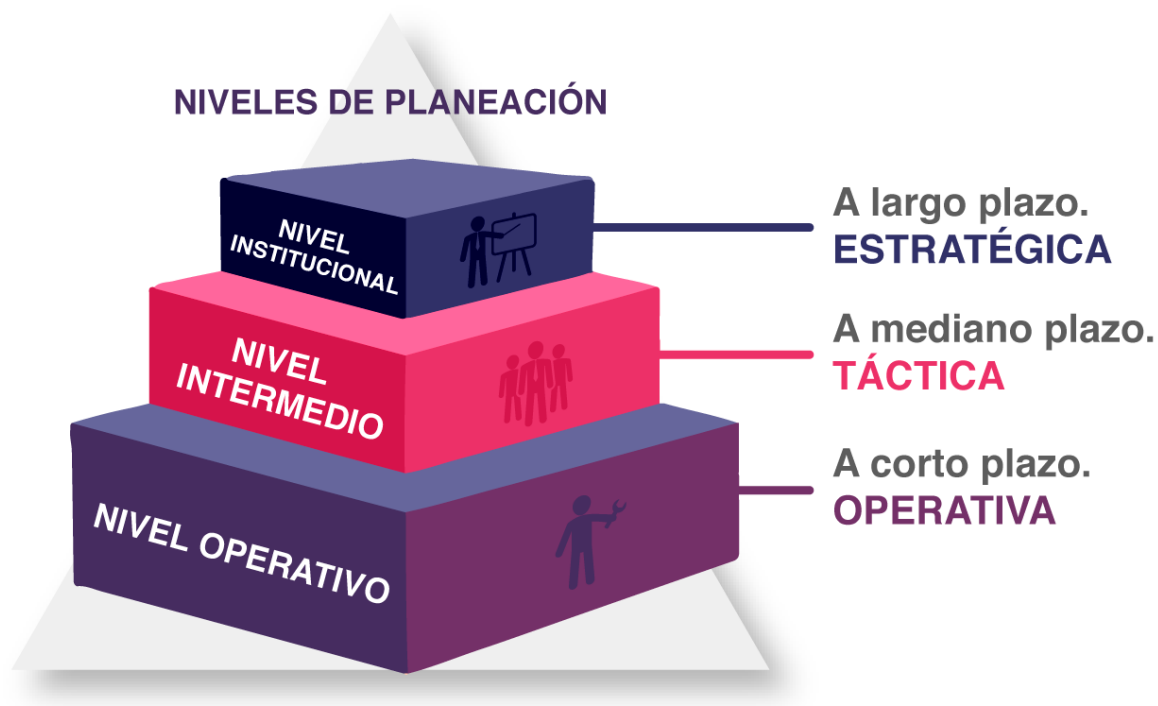 NIVELES DE PLANEACIÓN
NIVEL
INSTITUCIONAL
A largo plazo.
ESTRATÉGICA
NIVEL
INTERMEDIO
A mediano plazo.
TÁCTICA
NIVEL OPERATIVO
A corto plazo.
OPERATIVA